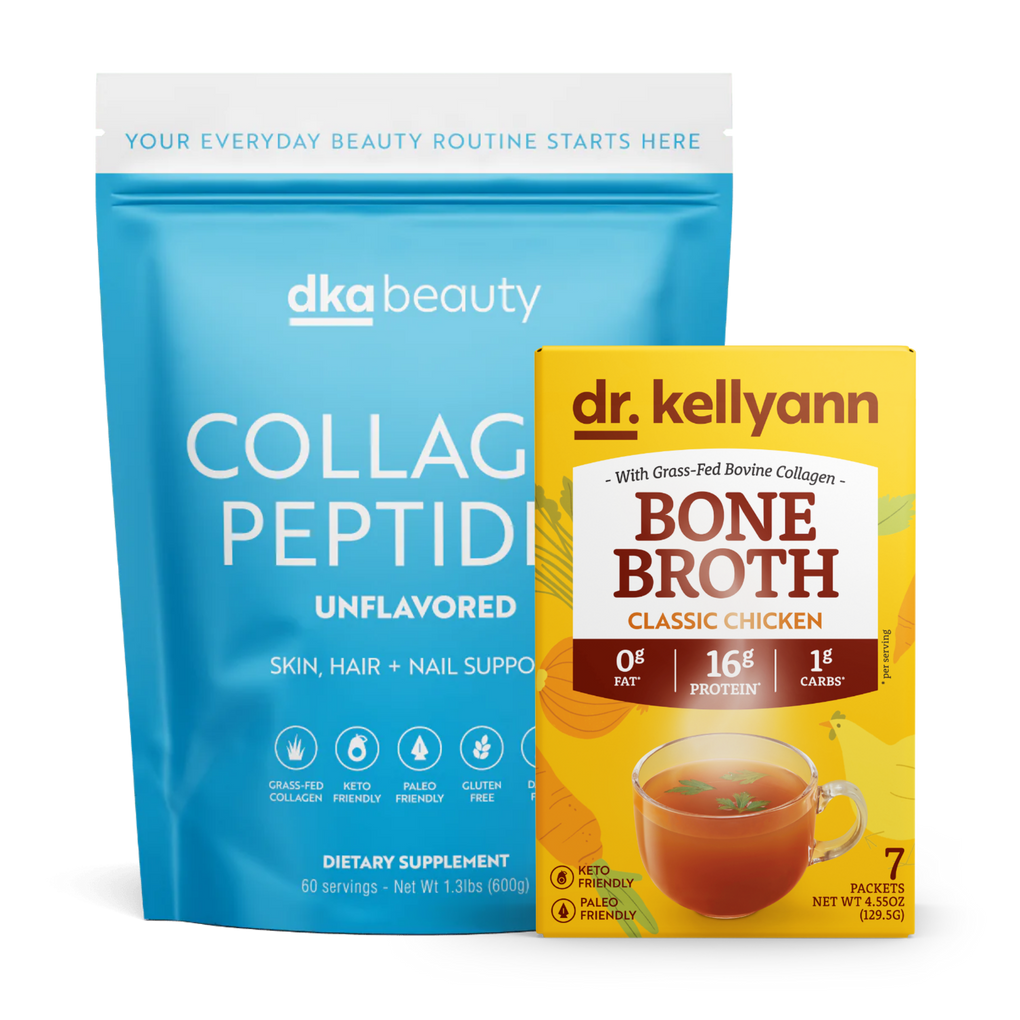 YOUR EVERYDAY BEAUTY ROUTINE STARTS HERE
dka beauty
COLLAG
PEPTID
UNFLAVORED
SKIN, HAIR + NAIL SUPPO
GRASS-FED
COLLAGEN
KETO
FRIENDLY
PALEO
FRIENDLY
GLUTEN
FREE
DIETARY SUPPLEMENT
60 servings - Net Wt 1.3lbs (600g)
dr. kellyann
- With Grass-Fed Bovine Collagen -
BONE
BROTH
CLASSIC CHICKEN
0g
FAT*
16g
PROTEIN*
1g
CARBS*
* per serving
KETO
FRIENDLY
PALEO
FRIENDLY
7
PACKETS
NET WT 4.55OZ
(129.5G)